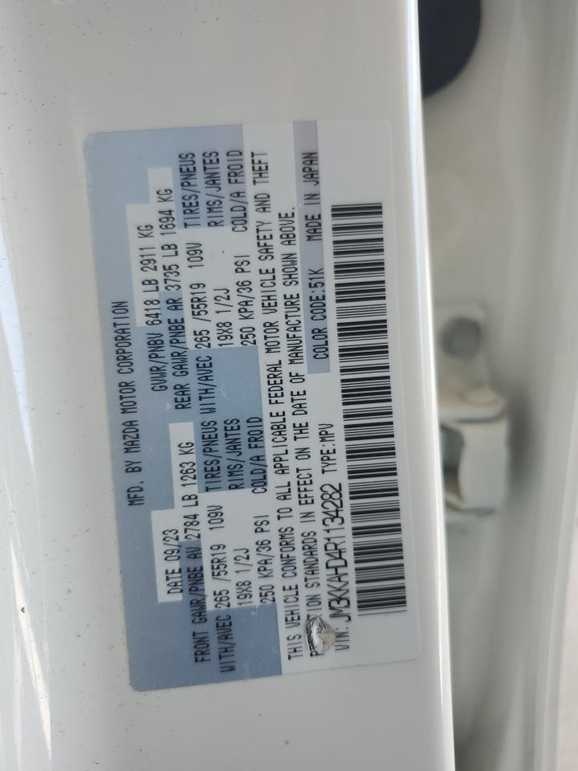 MFD. BY MAZDA MOTOR CORPORATION
DATE 09/23 GVWR/PNBV 6418 LB 2911 KG
FRONT GAWR/PNBE AV 2784 LB 1263 KG REAR GAWR/PNBE AR 3735 LB 1694 KG
WITH/AVEC 265 /55R19 109V TIRES/PNEUS WITH/AVEC 265 /55R19 109V TIRES/PNEUS
19X8 1/2J RIMS/JANTES 19X8 1/2J RIMS/JANTES
250 KPA/36 PSI COLD/A FROID 250 KPA/36 PSI COLD/A FROID
THIS VEHICLE CONFORMS TO ALL APPLICABLE FEDERAL MOTOR VEHICLE SAFETY AND THEFT
STANDARDS IN EFFECT ON THE DATE OF MANUFACTURE SHOWN ABOVE.
VIN: JM3KKAHD4R1134282 TYPE:MPV COLOR CODE:51K MADE IN JAPAN